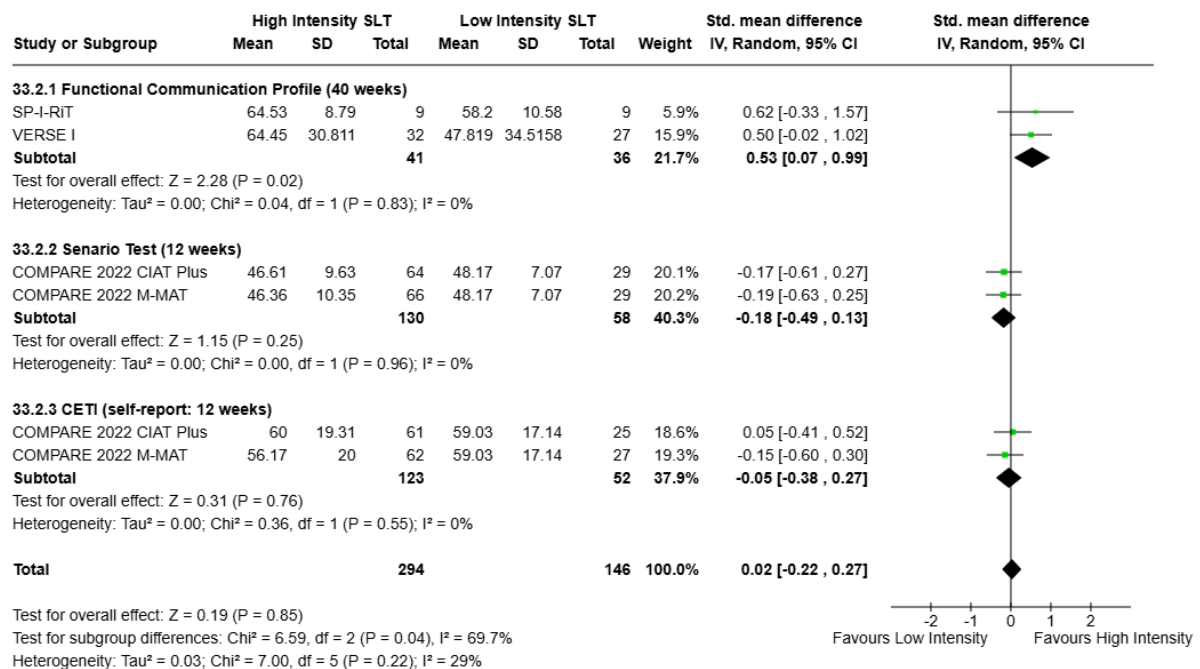 High Intensity SLT Low Intensity SLT Std. mean difference Std. mean difference
Study or Subgroup Mean SD Total Mean SD Total Weight IV, Random, 95% CI IV, Random, 95% CI
33.2.1 Functional Communication Profile (40 weeks)
SP-I-RiT 64.53 8.79 9 58.2 10.58 9 5.9% 0.62 [-0.33 , 1.57]
VERSE I 64.45 30.811 32 47.819 34.5158 27 15.9% 0.50 [-0.02 , 1.02]
Subtotal 41 36 21.7% 0.53 [0.07 , 0.99]
Test for overall effect: Z = 2.28 (P = 0.02)
Heterogeneity: Tau² = 0.00; Chi² = 0.04, df = 1 (P = 0.83); I² = 0%
33.2.2 Senario Test (12 weeks)
COMPARE 2022 CIAT Plus 46.61 9.63 64 48.17 7.07 29 20.1% -0.17 [-0.61 , 0.27]
COMPARE 2022 M-MAT 46.36 10.35 66 48.17 7.07 29 20.2% -0.19 [-0.63 , 0.25]
Subtotal 130 58 40.3% -0.18 [-0.49 , 0.13]
Test for overall effect: Z = 1.15 (P = 0.25)
Heterogeneity: Tau² = 0.00; Chi² = 0.00, df = 1 (P = 0.96); I² = 0%
33.2.3 CETI (self-report: 12 weeks)
COMPARE 2022 CIAT Plus 60 19.31 61 59.03 17.14 25 18.6% 0.05 [-0.41 , 0.52]
COMPARE 2022 M-MAT 56.17 20 62 59.03 17.14 27 19.3% -0.15 [-0.60 , 0.30]
Subtotal 123 52 37.9% -0.05 [-0.38 , 0.27]
Test for overall effect: Z = 0.31 (P = 0.76)
Heterogeneity: Tau² = 0.00; Chi² = 0.36, df = 1 (P = 0.55); I² = 0%
Total 294 146 100.0% 0.02 [-0.22 , 0.27]
Test for overall effect: Z = 0.19 (P = 0.85)
-2 -1 0 1 2
Test for subgroup differences: Chi² = 6.59, df = 2 (P = 0.04), I² = 69.7%
Favours Low Intensity Favours High Intensity
Heterogeneity: Tau² = 0.03; Chi² = 7.00, df = 5 (P = 0.22); I² = 29%